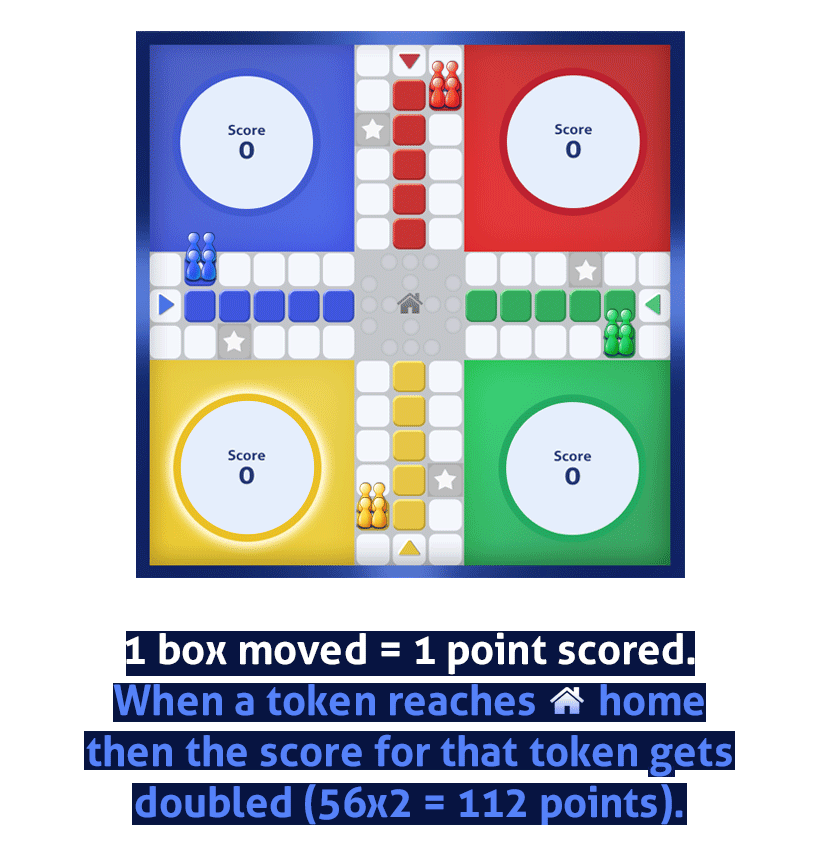 Score
0
Score
0
Score
0
Score
0
1 box moved = 1 point scored.
When a token reaches home
then the score for that token gets
doubled (56x2 = 112 points).